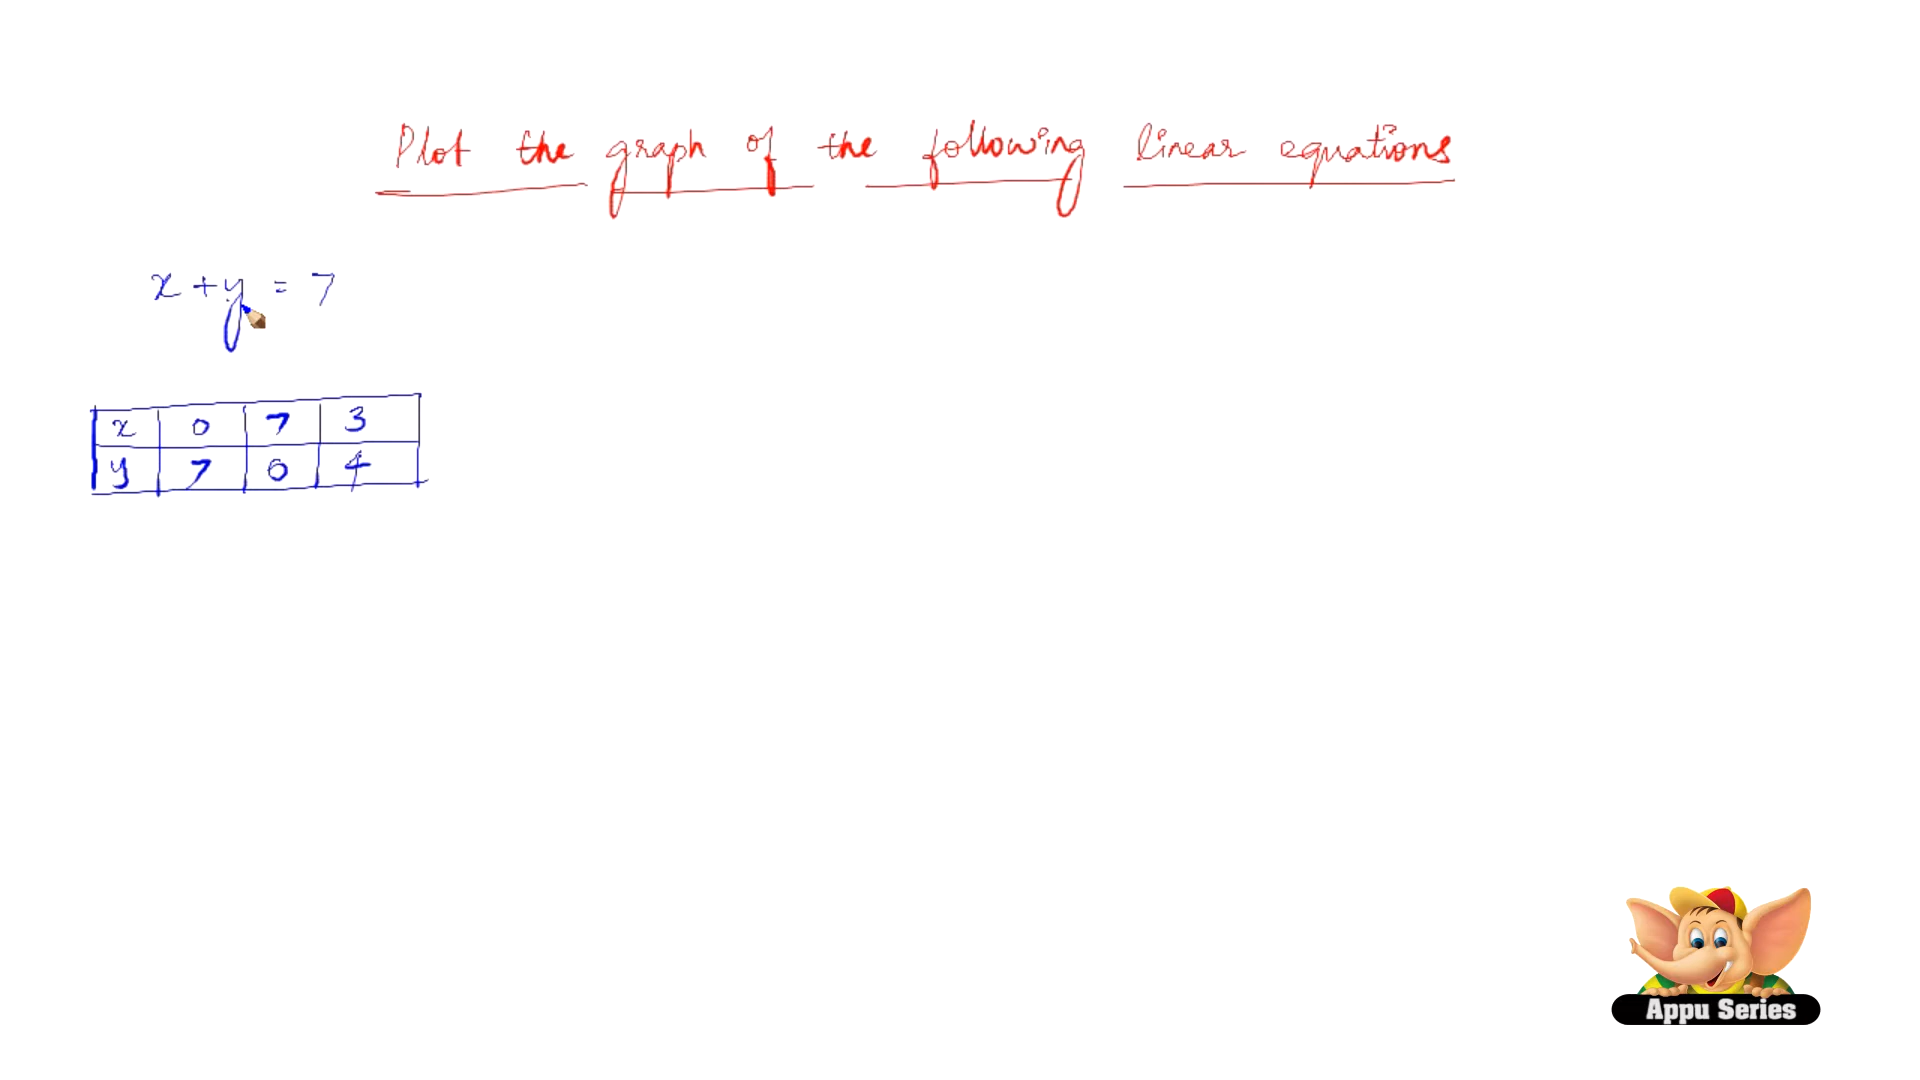 Plot the graph of the following linear equations
x + y = 7
x 0 7 3
y 7 0 4
Appu Series